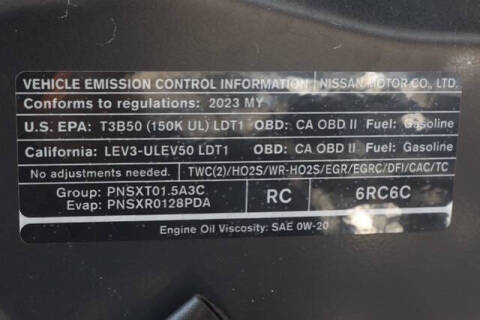 VEHICLE EMISSION CONTROL INFORMATION NISSAN MOTOR CO., LTD.
Conforms to regulations: 2023 MY
U.S. EPA: T3B50 (150K UL) LDT1 OBD: CA OBD II Fuel: Gasoline
California: LEV3-ULEV50 LDT1 OBD: CA OBD II Fuel: Gasoline
No adjustments needed. TWC(2)/HO2S/WR-HO2S/EGR/EGRC/DFI/CAC/TC
Group: PNSXT01.5A3C RC 6RC6C
Evap: PNSXR0128PDA
Engine Oil Viscosity: SAE 0W-20